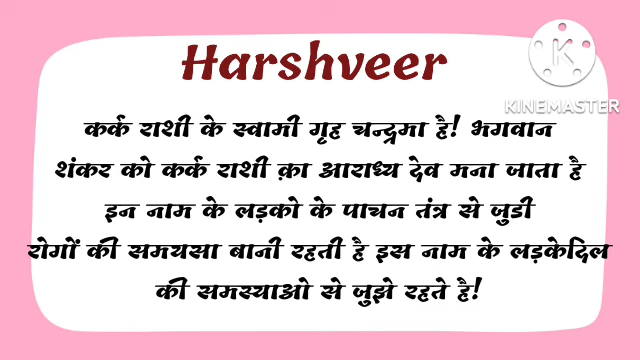 Harshveer
KINEMASTER
कर्क राशी के स्वामी गृह चन्द्रमा है! भगवान
शंकर को कर्क राशी क़ा आराध्य देव मना जाता है
इन नाम के लड़को के पाचन तंत्र से जुडी
रोगों की समयसा बानी रहती है इस नाम के लड़केदिल
की समस्याओ से जुझे रहते है!